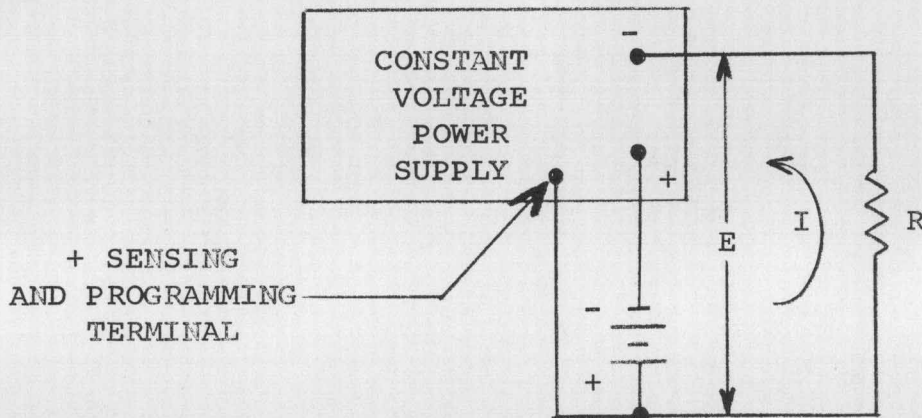 -
CONSTANT
VOLTAGE
POWER
SUPPLY
+
E
I
R
+ SENSING
AND PROGRAMMING
TERMINAL
-
+